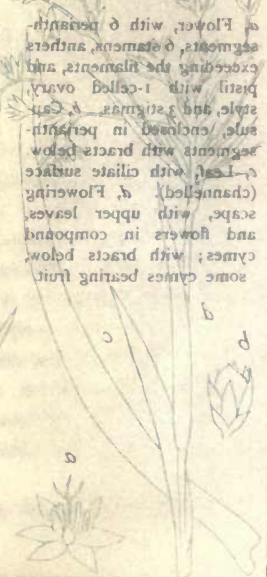 a, Flower, with 6 perianth-
segments, 6 stamens, anthers
exceeding the filaments, and
pistil with 1-celled ovary,
style, and 3 stigmas. b, Cap-
sule, enclosed in perianth-
segments with bracts below.
c, Leaf, with ciliate surface
(channelled). d, Flowering
scape, with upper leaves,
and flowers in compound
cymes; with bracts below,
some cymes bearing fruit.
d
c
b
a